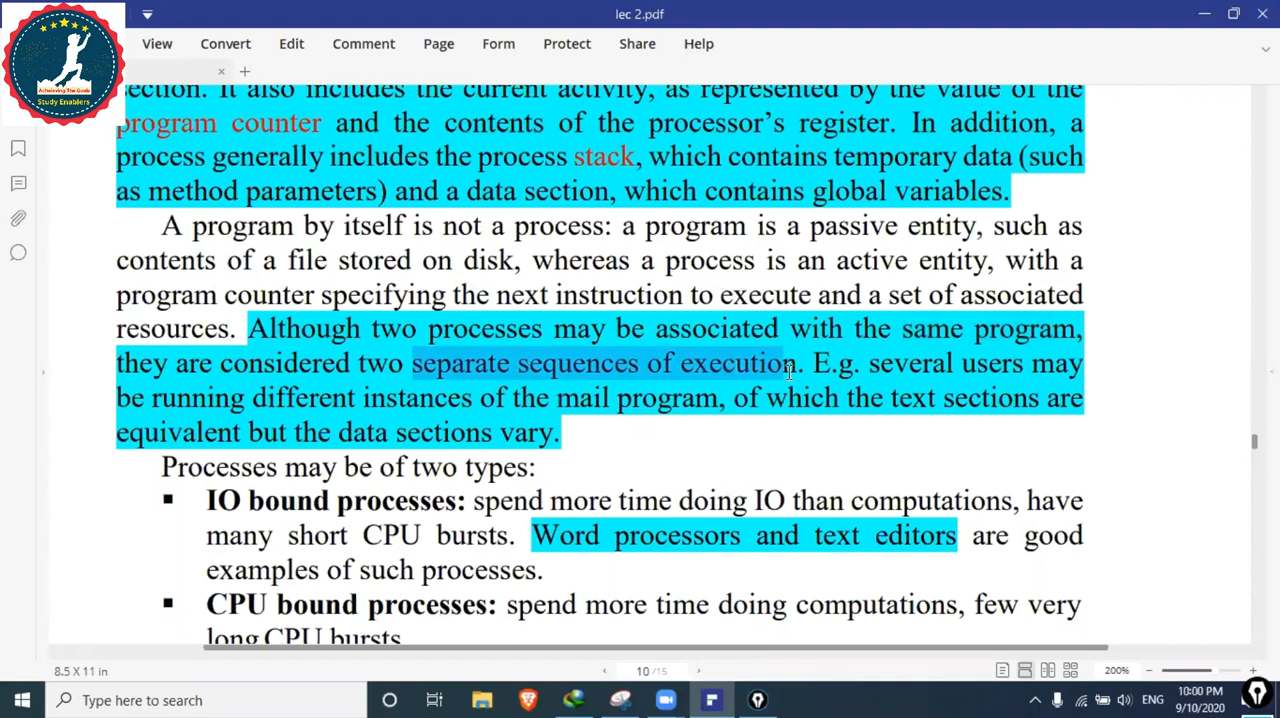 lec 2.pdf
View Convert Edit Comment Page Form Protect Share Help
Acheiveing The Goals
Study Enablers
section. It also includes the current activity, as represented by the value of the
program counter and the contents of the processor's register. In addition, a
process generally includes the process stack, which contains temporary data (such
as method parameters) and a data section, which contains global variables.
A program by itself is not a process: a program is a passive entity, such as
contents of a file stored on disk, whereas a process is an active entity, with a
program counter specifying the next instruction to execute and a set of associated
resources. Although two processes may be associated with the same program,
they are considered two separate sequences of execution. E.g. several users may
be running different instances of the mail program, of which the text sections are
equivalent but the data sections vary.
Processes may be of two types:
▪ IO bound processes: spend more time doing IO than computations, have
many short CPU bursts. Word processors and text editors are good
examples of such processes.
▪ CPU bound processes: spend more time doing computations, few very
long CPU bursts.
8.5 X 11 in 10 /15 200%
Type here to search ENG 10:00 PM
9/10/2020